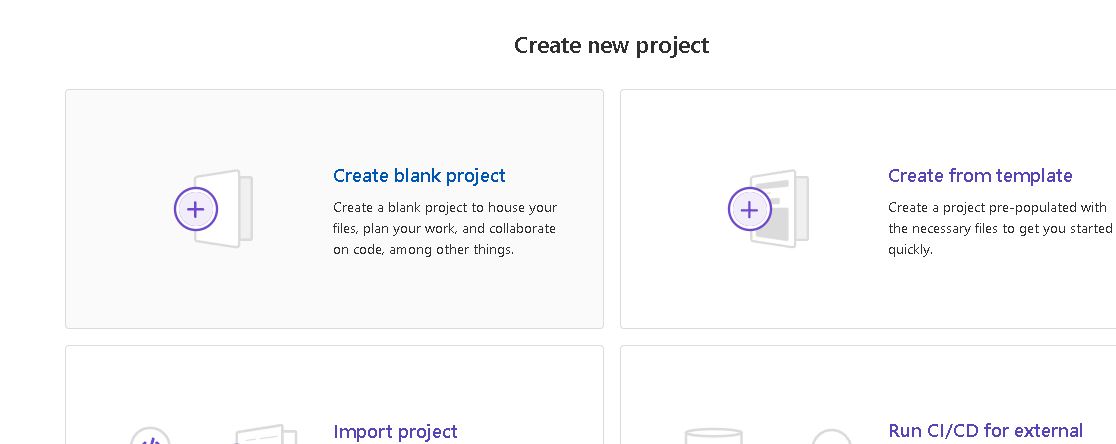 Create new project
Create blank project
Create a blank project to house your
files, plan your work, and collaborate
on code, among other things.
Create from template
Create a project pre-populated with
the necessary files to get you started
quickly.
Import project
Run CI/CD for external